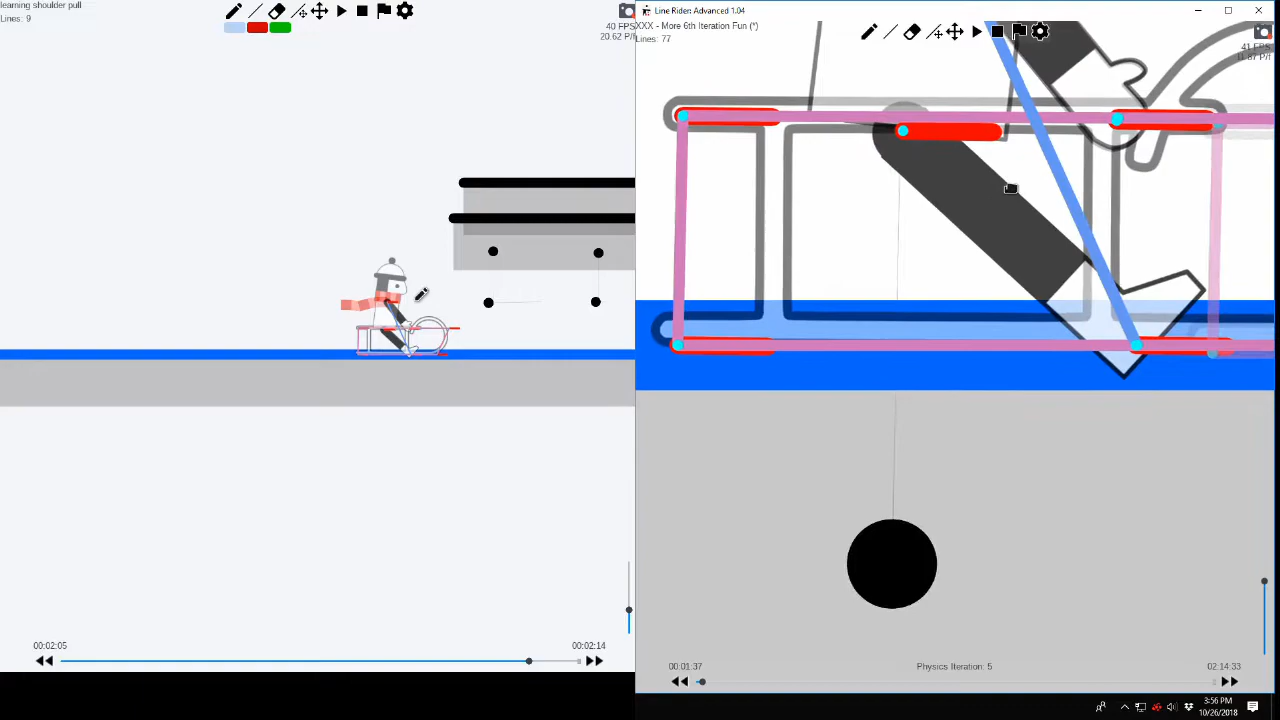 learning shoulder pull
Lines: 9
40 FPS
00:02:05
00:02:14
Line Rider: Advanced 1.04
XXX - More 6th Iteration Fun (*)
Lines: 77
41 FPS
00:01:37
Physics Iteration: 5
02:14:33
3:56 PM
10/26/2018